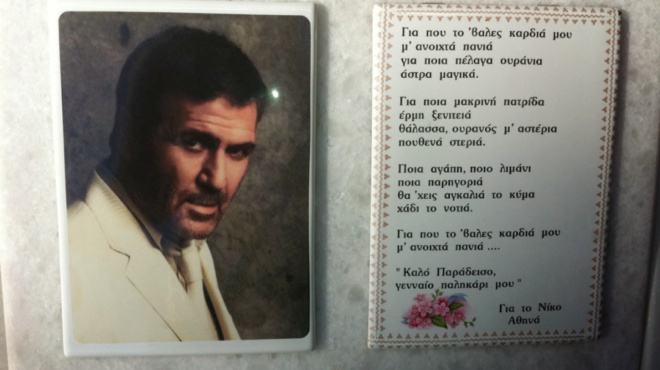 Για που το 'βαλες καρδιά μου
μ' ανοιχτά πανιά
για ποια πέλαγα ουράνια
άστρα μαγικά.
Για ποια μακρινή πατρίδα
έρμη ξενιτειά
θάλασσα, ουρανός μ' αστέρια
πουθενά στεριά.
Ποια αγάπη, ποιο λιμάνι
ποια παρηγοριά
θα 'χεις αγκαλιά το κύμα
χάδι το νοτιά.
Για που το 'βαλες καρδιά μου
μ' ανοιχτά πανιά ....
" Καλό Παράδεισο,
γενναίο παληκάρι μου "
Για το Νίκο
Αθηνά